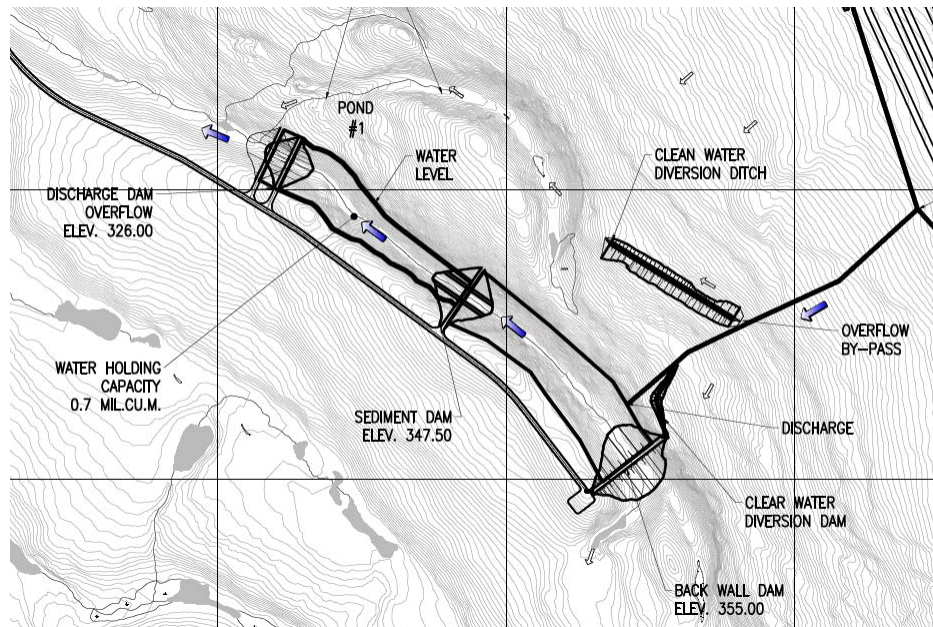 POND
#1
WATER
LEVEL
CLEAN WATER
DIVERSION DITCH
DISCHARGE DAM
OVERFLOW
ELEV. 326.00
OVERFLOW
BY-PASS
WATER HOLDING
CAPACITY
0.7 MIL.CU.M.
SEDIMENT DAM
ELEV. 347.50
DISCHARGE
CLEAR WATER
DIVERSION DAM
BACK WALL DAM
ELEV. 355.00